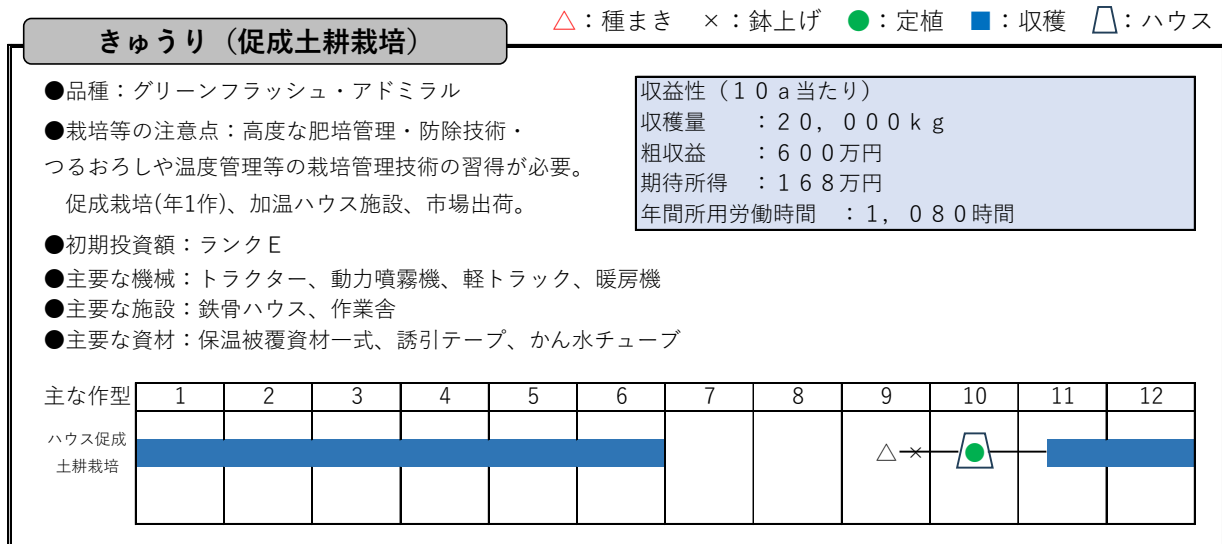 △：種まき　×：鉢上げ　●：定植　■：収穫　：ハウス
きゅうり（促成土耕栽培）
●品種：グリーンフラッシュ・アドミラル
●栽培等の注意点：高度な肥培管理・防除技術・
つるおろしや温度管理等の栽培管理技術の習得が必要。
促成栽培(年1作)、加温ハウス施設、市場出荷。
●初期投資額：ランクＥ
●主要な機械：トラクター、動力噴霧機、軽トラック、暖房機
●主要な施設：鉄骨ハウス、作業舎
●主要な資材：保温被覆資材一式、誘引テープ、かん水チューブ
収益性（１０ａ当たり）
収穫量　　：２０，０００ｋｇ
粗収益　　：６００万円
期待所得　：１６８万円
年間所用労働時間　：１，０８０時間
主な作型 1 2 3 4 5 6 7 8 9 10 11 12
ハウス促成
土耕栽培
△ × ●